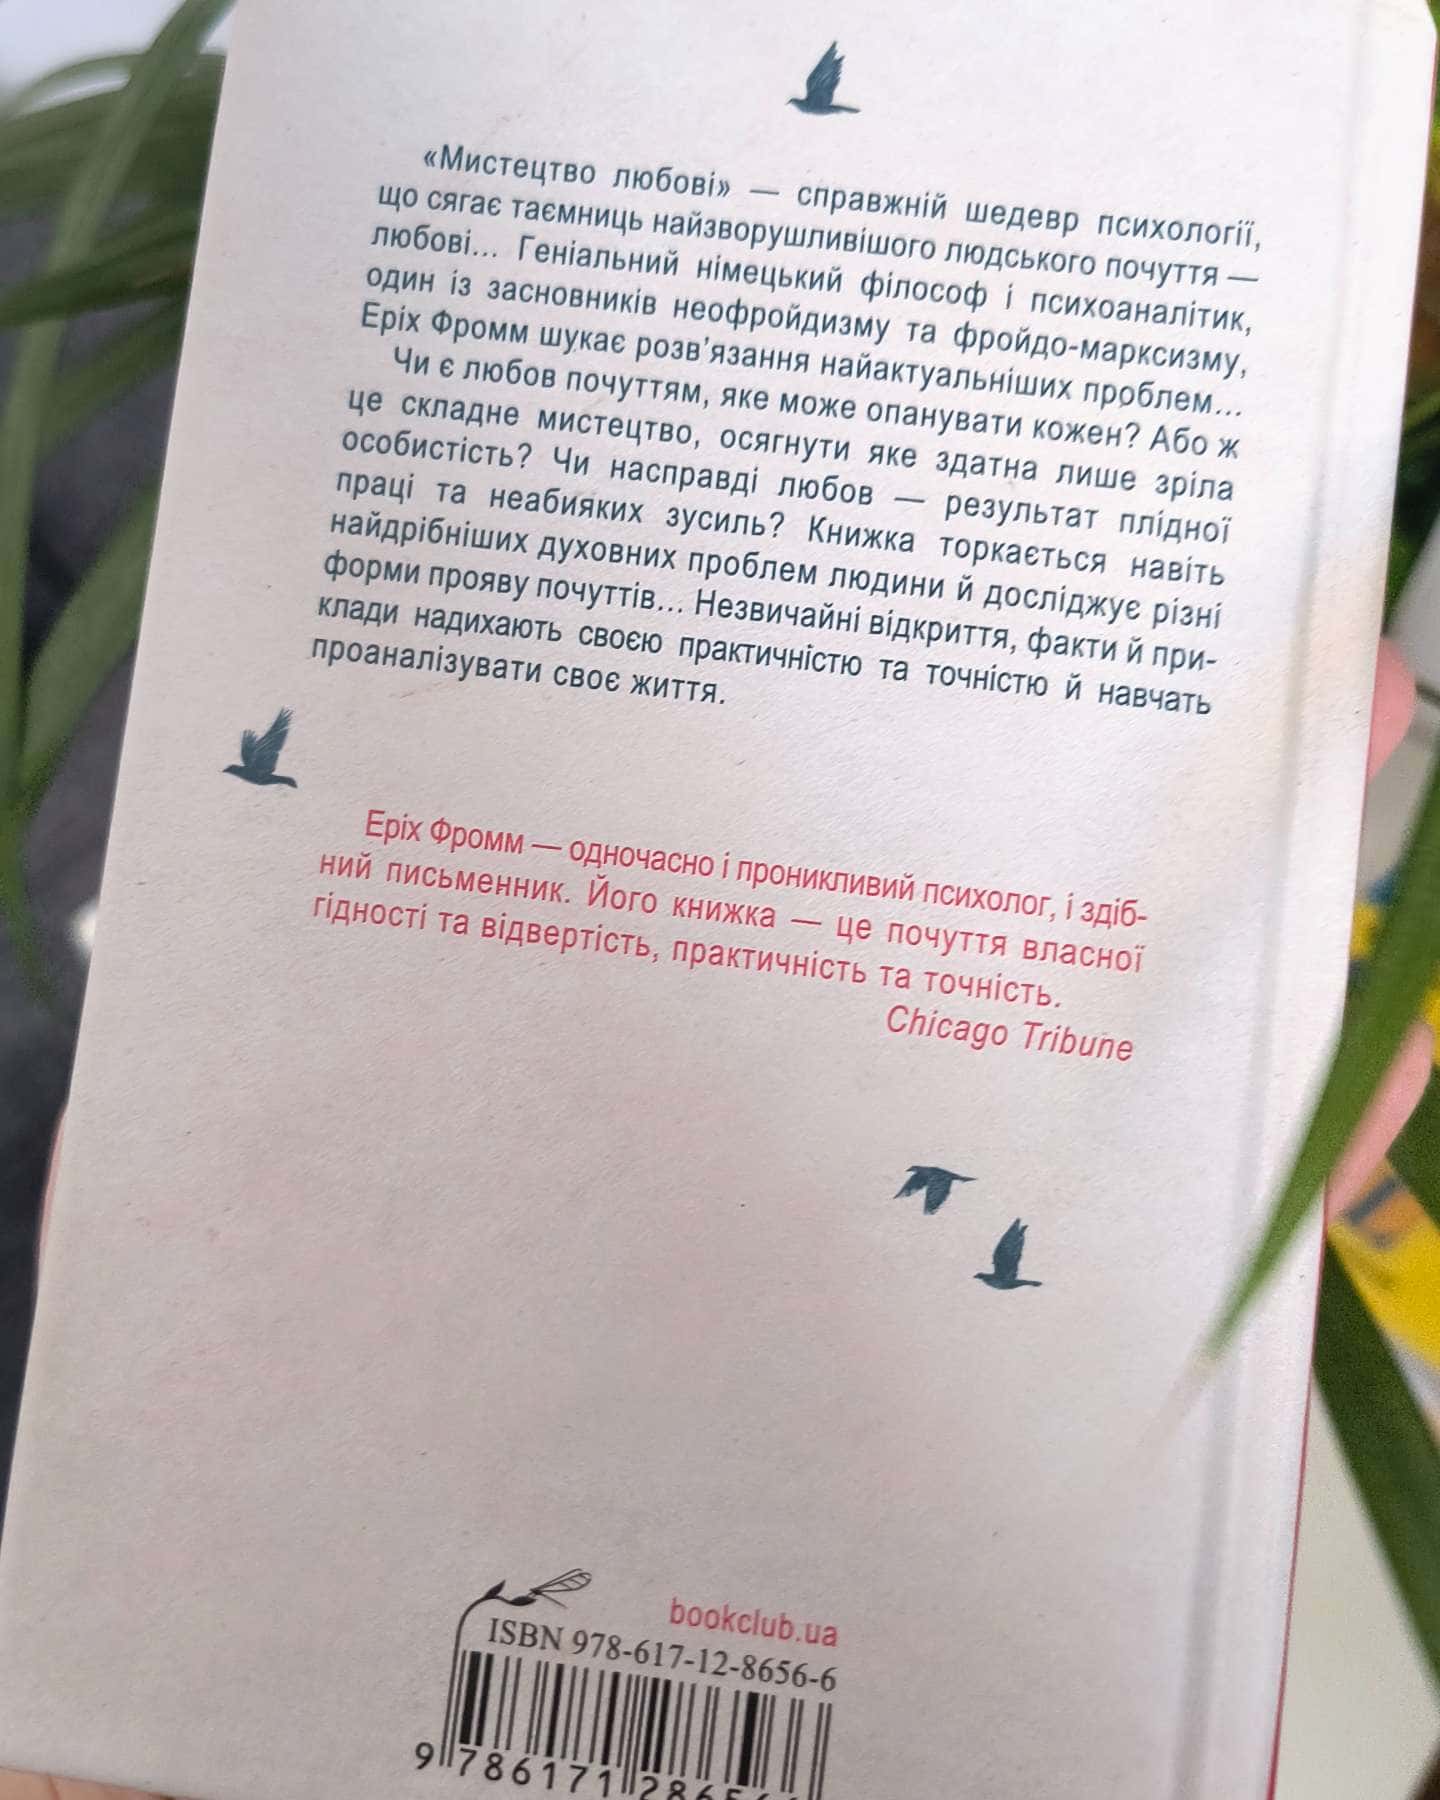 «Мистецтво любові» — справжній шедевр психології,
що сягає таємниць найзворушливішого людського почуття —
любові... Геніальний німецький філософ і психоаналітик,
один із засновників неофройдизму та фройдо-марксизму,
Еріх Фромм шукає розв’язання найактуальніших проблем...
Чи є любов почуттям, яке може опанувати кожен? Або ж
це складне мистецтво, осягнути яке здатна лише зріла
особистість? Чи насправді любов — результат плідної
праці та неабияких зусиль? Книжка торкається навіть
найдрібніших духовних проблем людини й досліджує різні
форми прояву почуттів... Незвичайні відкриття, факти й при-
клади надихають своєю практичністю та точністю й навчать
проаналізувати своє життя.
Еріх Фромм — одночасно і проникливий психолог, і здіб-
ний письменник. Його книжка — це почуття власної
гідності та відвертість, практичність та точність.
Chicago Tribune
bookclub.ua
ISBN 978-617-12-8656-6
9 786171 286566